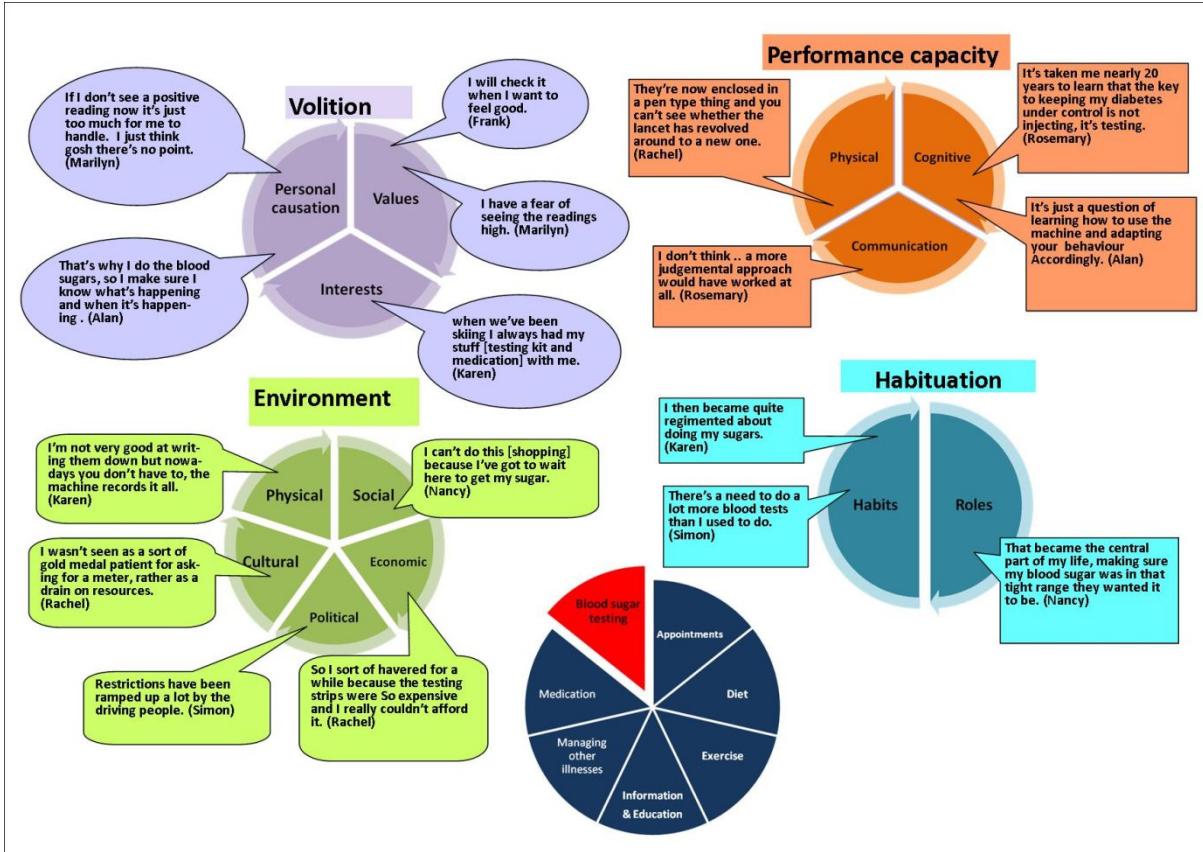 Volition
If I don't see a positive
reading now it's just
too much for me to
handle. I just think
gosh there's no point.
(Marilyn)
I will check it
when I want to
feel good.
(Frank)
Personal
causation
Values
Interests
I have a fear of
seeing the readings
high. (Marilyn)
That's why I do the blood
sugars, so I make sure I
know what's happening
and when it's happen-
ing . (Alan)
when we've been
skiing I always had my
stuff [testing kit and
medication] with me.
(Karen)
Performance capacity
They're now enclosed in
a pen type thing and you
can't see whether the
lancet has revolved
around to a new one.
(Rachel)
It's taken me nearly 20
years to learn that the key
to keeping my diabetes
under control is not
injecting, it's testing.
(Rosemary)
Physical
Cognitive
Communication
I don't think .. a more
judgemental approach
would have worked at
all. (Rosemary)
It's just a question of
learning how to use the
machine and adapting
your behaviour
Accordingly. (Alan)
Environment
I'm not very good at writ-
ing them down but nowa-
days you don't have to, the
machine records it all.
(Karen)
I can't do this [shopping]
because I've got to wait
here to get my sugar.
(Nancy)
Physical
Social
Cultural
Economic
Political
I wasn't seen as a sort of
gold medal patient for ask-
ing for a meter, rather as a
drain on resources.
(Rachel)
Restrictions have been
ramped up a lot by the
driving people. (Simon)
So I sort of havered for a
while because the testing
strips were So expensive
and I really couldn't afford
it. (Rachel)
Habituation
I then became quite
regimented about
doing my sugars.
(Karen)
There's a need to do a
lot more blood tests
than I used to do.
(Simon)
Habits
Roles
That became the central
part of my life, making sure
my blood sugar was in that
tight range they wanted it
to be. (Nancy)
Blood sugar
testing
Appointments
Diet
Exercise
Information
& Education
Managing
other
illnesses
Medication